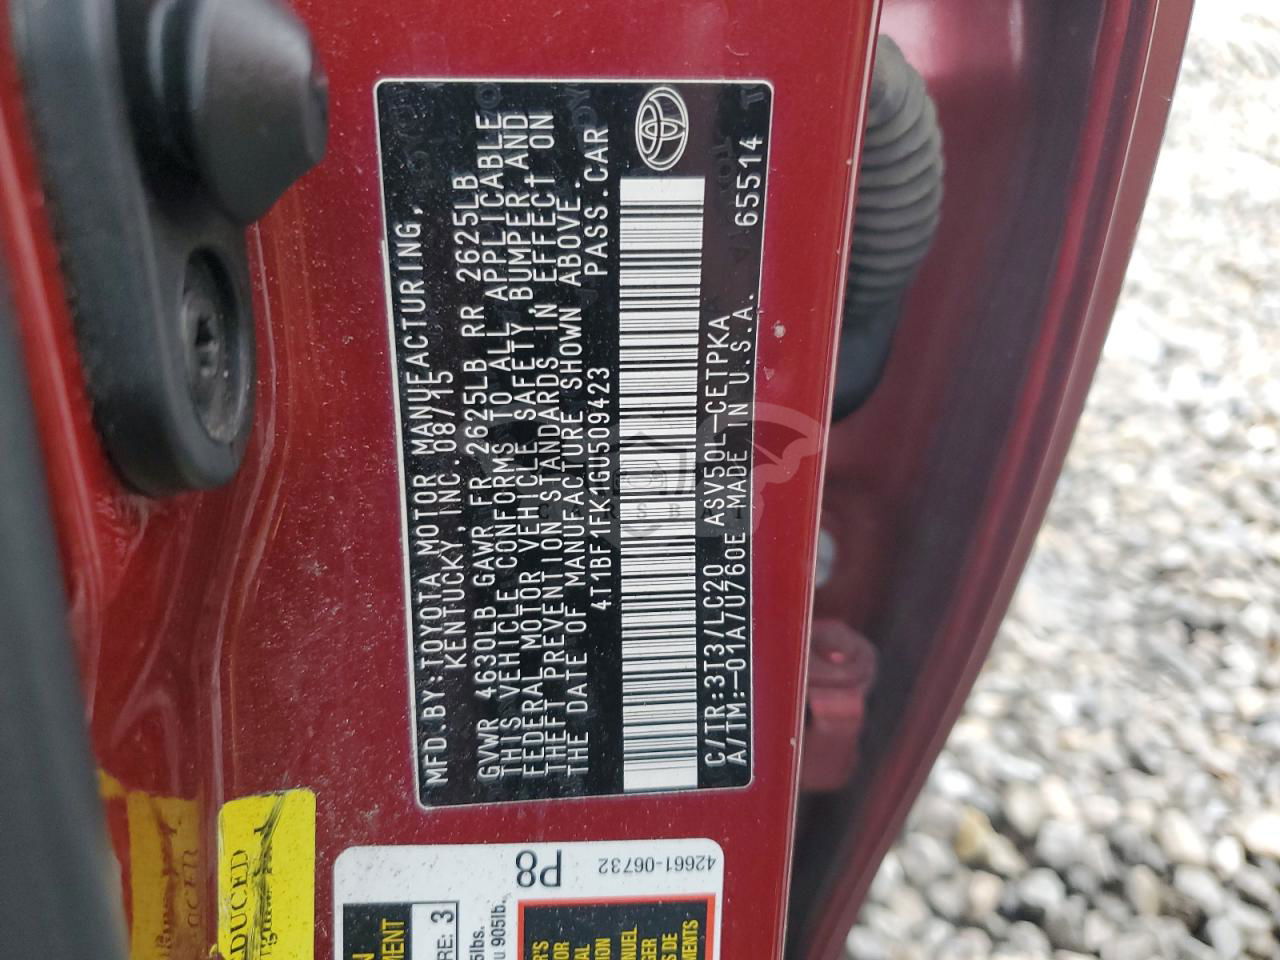 MFD.BY:TOYOTA MOTOR MANUFACTURING,
KENTUCKY,INC.08/15
GVWR 4630LB GAWR FR 2625LB RR 2625LB
THIS VEHICLE CONFORMS TO ALL APPLICABLE
FEDERAL MOTOR VEHICLE SAFETY,BUMPER,AND
THEFT PREVENTION STANDARDS IN EFFECT ON
THE DATE OF MANUFACTURE SHOWN ABOVE.
4T1BF1FK1GU509423 PASS.CAR
C/TR:3T3/LC20 ASV50L-CETPKA
A/TM:-01A/U760E MADE IN U.S.A. 65514
P8
42661-06732
3
905lb.